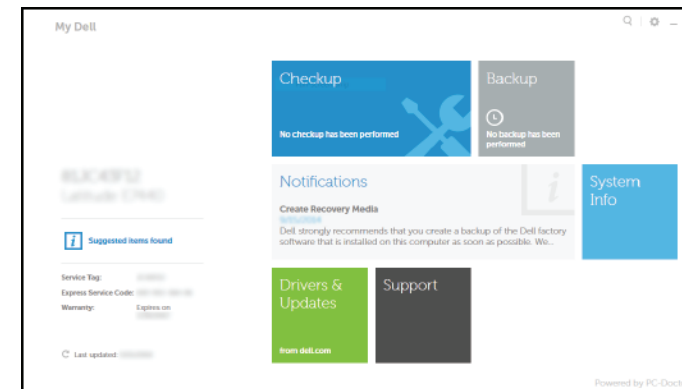 My Dell
Checkup
No checkup has been performed
Backup
No backup has been
performed
Suggested items found
Notifications
Create Recovery Media
Dell strongly recommends that you create a backup of the Dell factory
software that is installed on this computer as soon as possible. We...
System
Info
Service Tag:
Express Service Code:
Warranty: Expires on
Last updated:
Drivers &
Updates
from dell.com
Support
Powered by PC-Doct